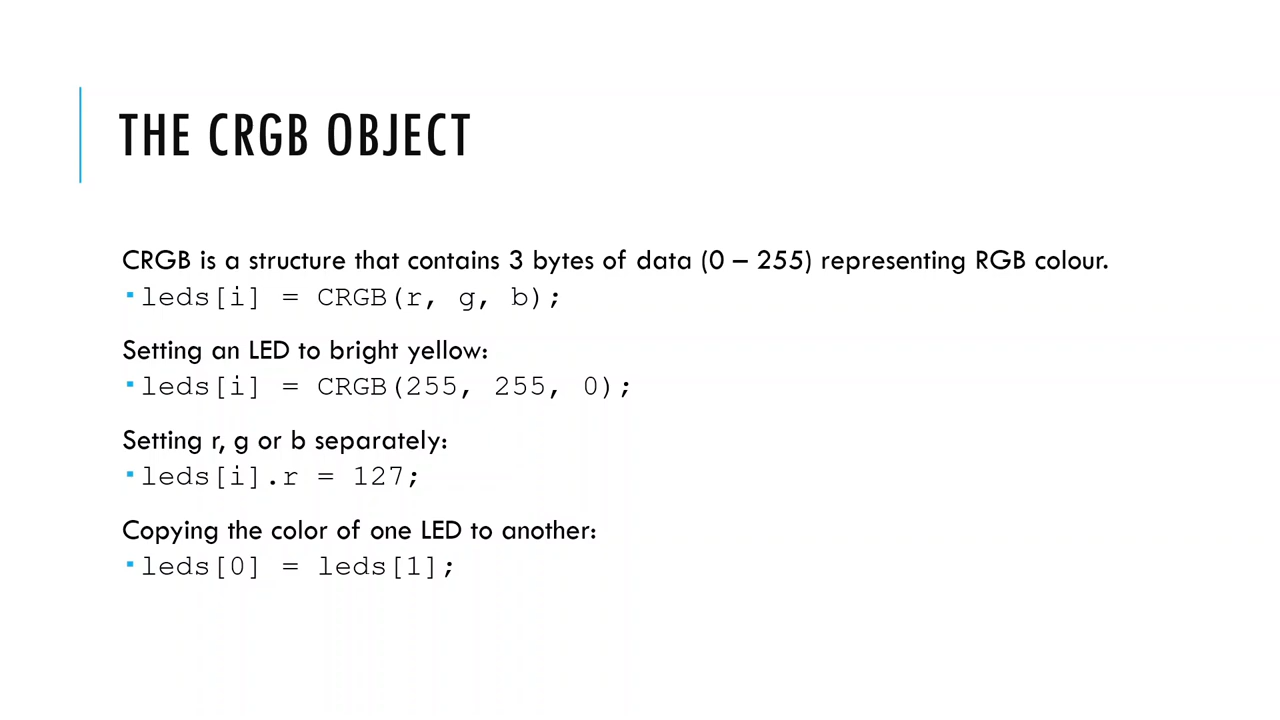 THE CRGB OBJECT
CRGB is a structure that contains 3 bytes of data (0 – 255) representing RGB colour.
▪ leds[i] = CRGB(r, g, b);
Setting an LED to bright yellow:
▪ leds[i] = CRGB(255, 255, 0);
Setting r, g or b separately:
▪ leds[i].r = 127;
Copying the color of one LED to another:
▪ leds[0] = leds[1];